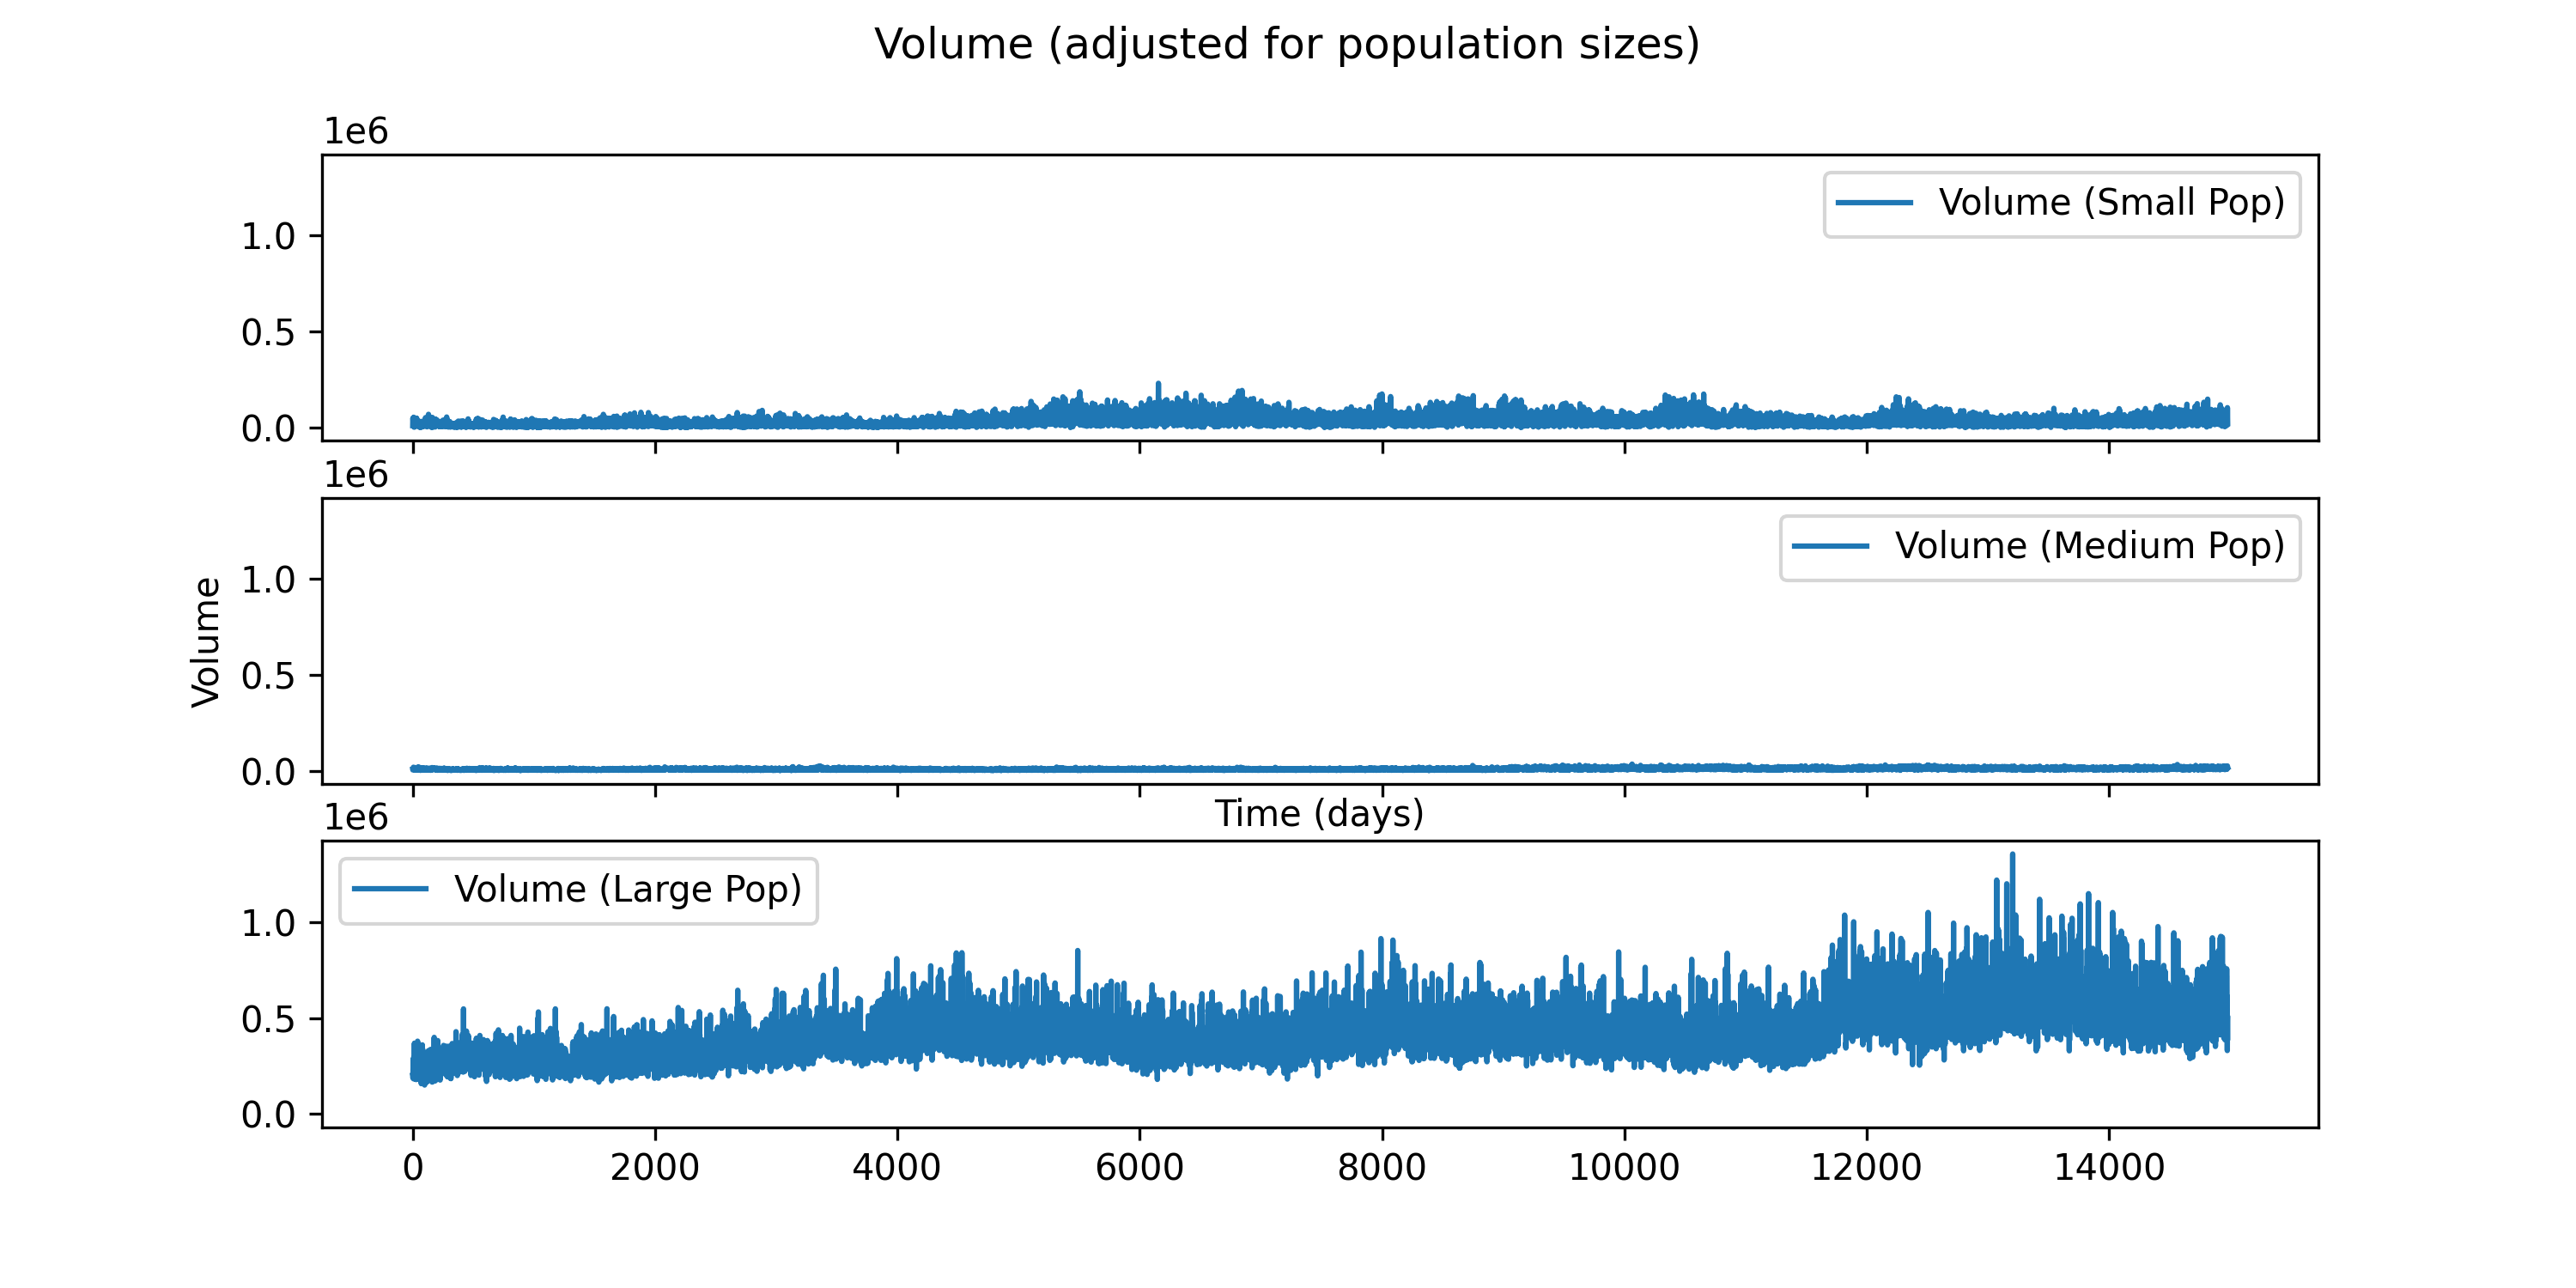 Volume (adjusted for population sizes)
1e6
Volume (Small Pop)
1.0
0.5
0.0
1e6
Volume (Medium Pop)
1.0
0.5
0.0
Volume
Time (days)
1e6
Volume (Large Pop)
1.0
0.5
0.0
0 2000 4000 6000 8000 10000 12000 14000